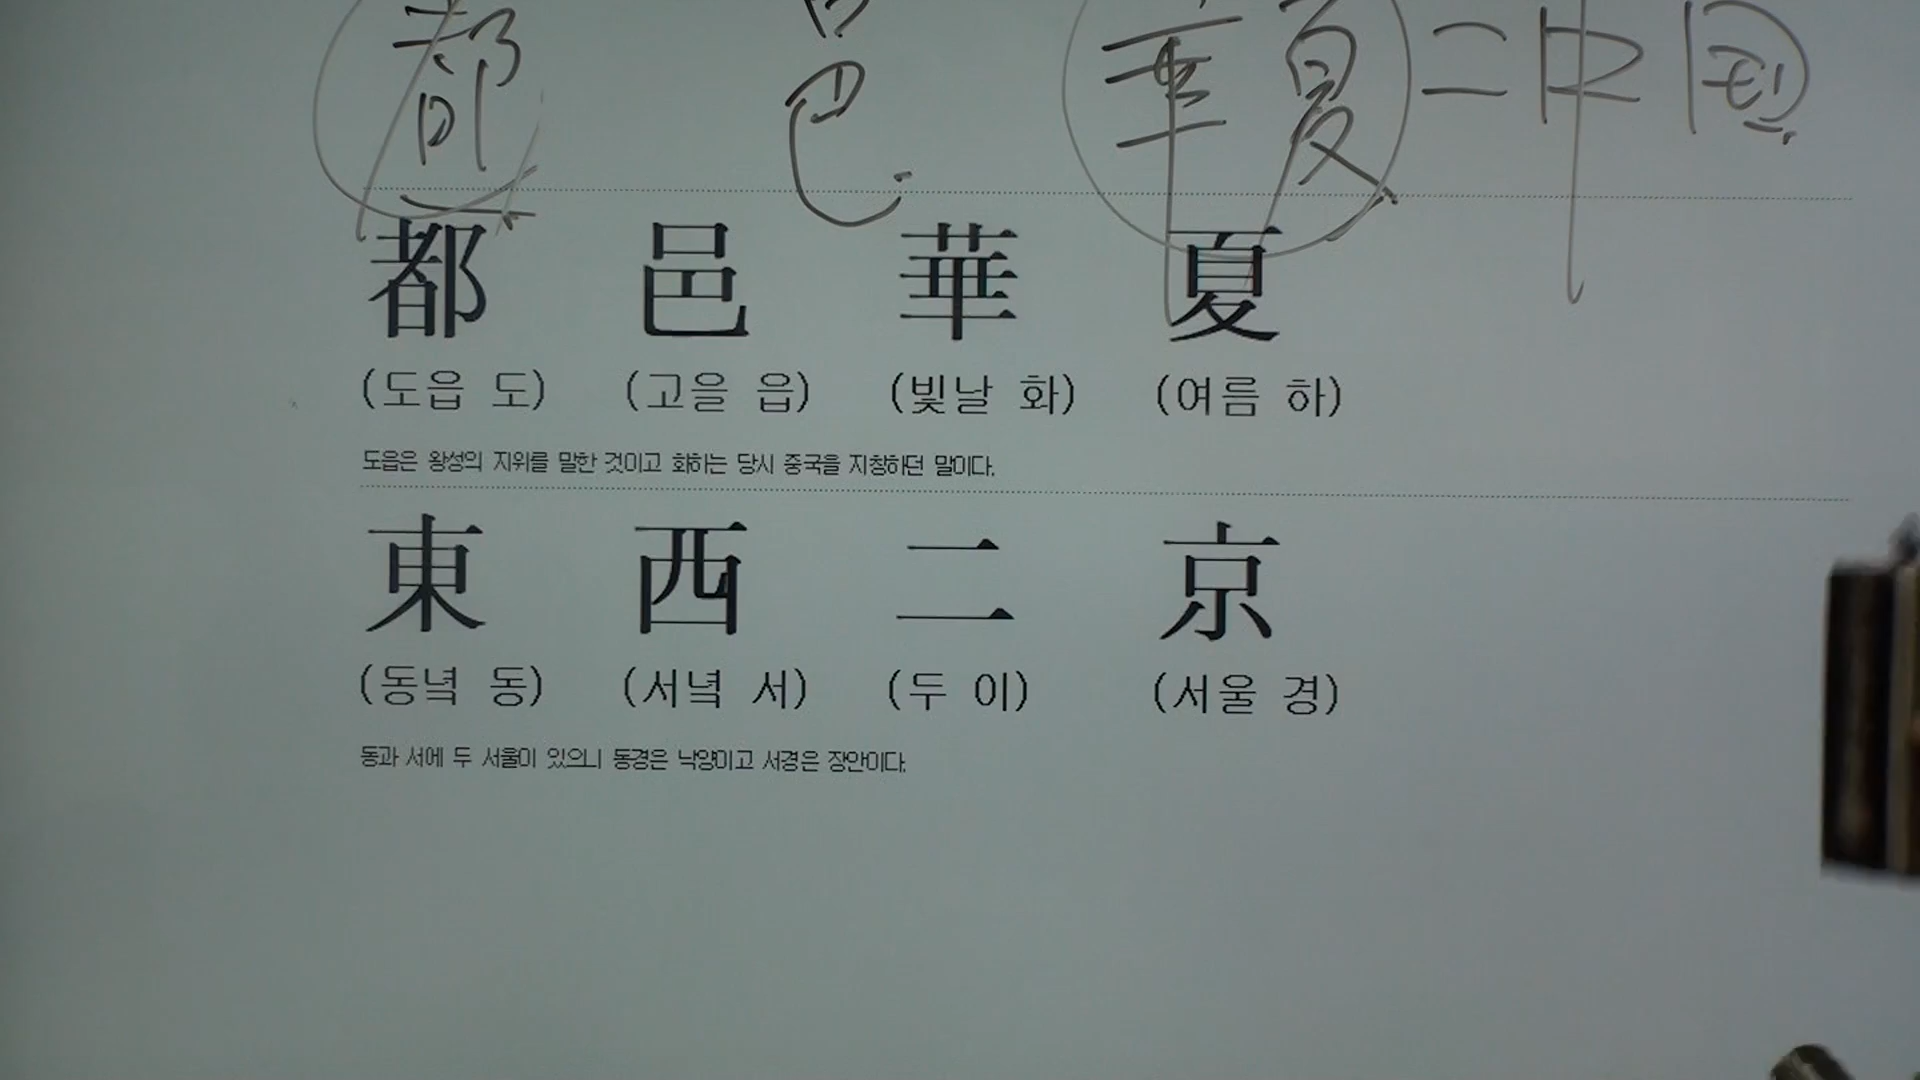 都 邑 華夏=中国
都 邑 華 夏
(도읍 도) (고을 읍) (빛날 화) (여름 하)
도읍은 왕성의 지위를 말한 것이고 화하는 당시 중국을 지칭하던 말이다.
東 西 二 京
(동녘 동) (서녘 서) (두 이) (서울 경)
동과 서에 두 서울이 있으니 동경은 낙양이고 서경은 장안이다.